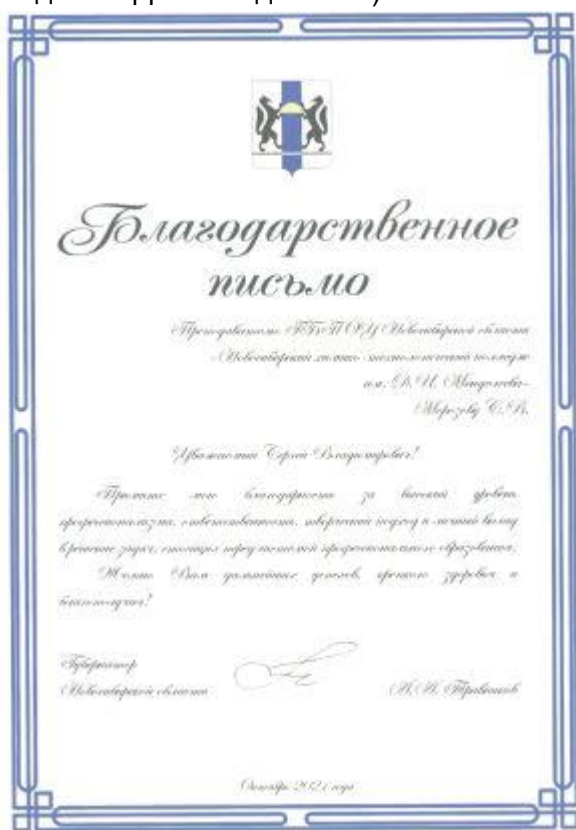 Благодарственное
письмо
Преподавателю ГБПОУ Новосибирской области
«Новосибирский химико-технологический колледж
им. Д.И. Менделеева»
Морозову С.В.
Уважаемый Сергей Владимирович!
Примите мою благодарность за высокий уровень
профессионализма, ответственность, творческий подход и личный вклад
в решение задач, стоящих перед системой профессионального образования.
Желаю Вам дальнейших успехов, крепкого здоровья и
благополучия!
Губернатор
Новосибирской области
А.А. Травников
2021 года